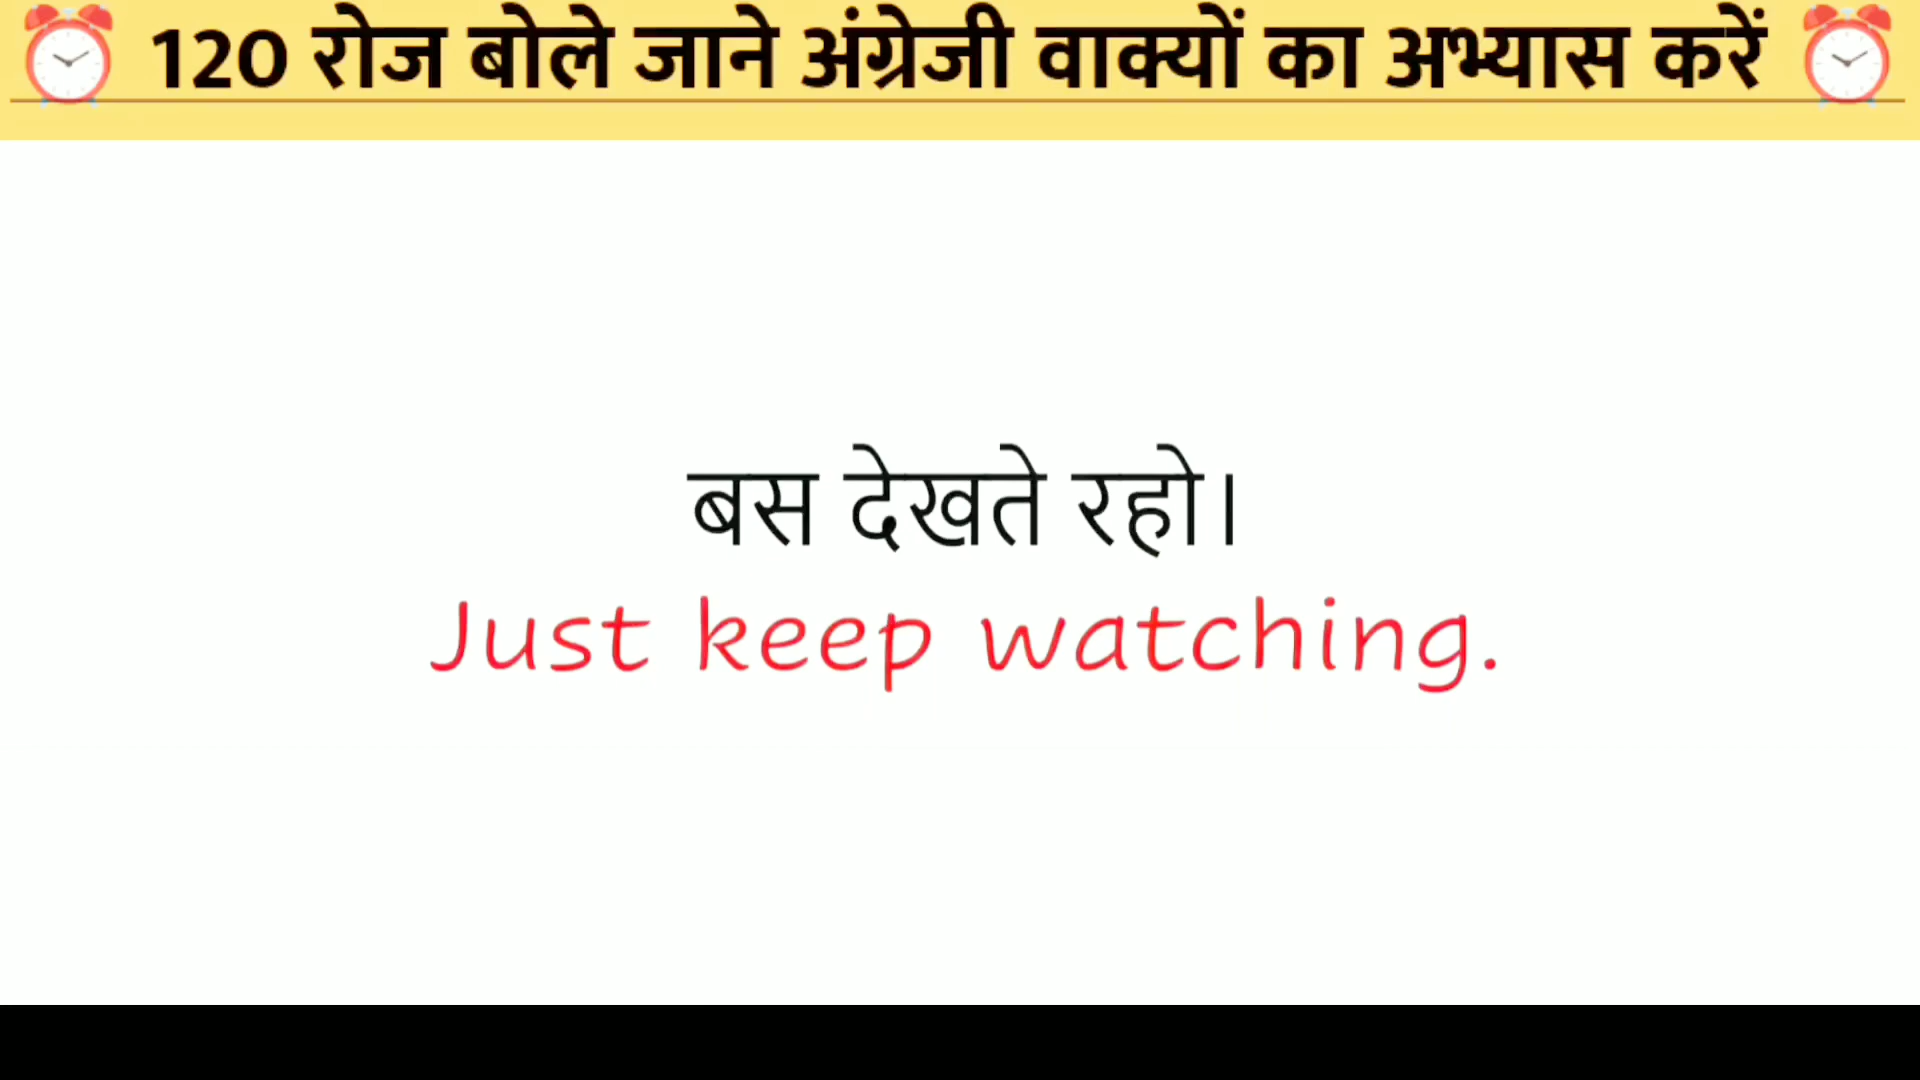 120 रोज बोले जाने अंग्रेजी वाक्यों का अभ्यास करें
बस देखते रहो।
Just keep watching.